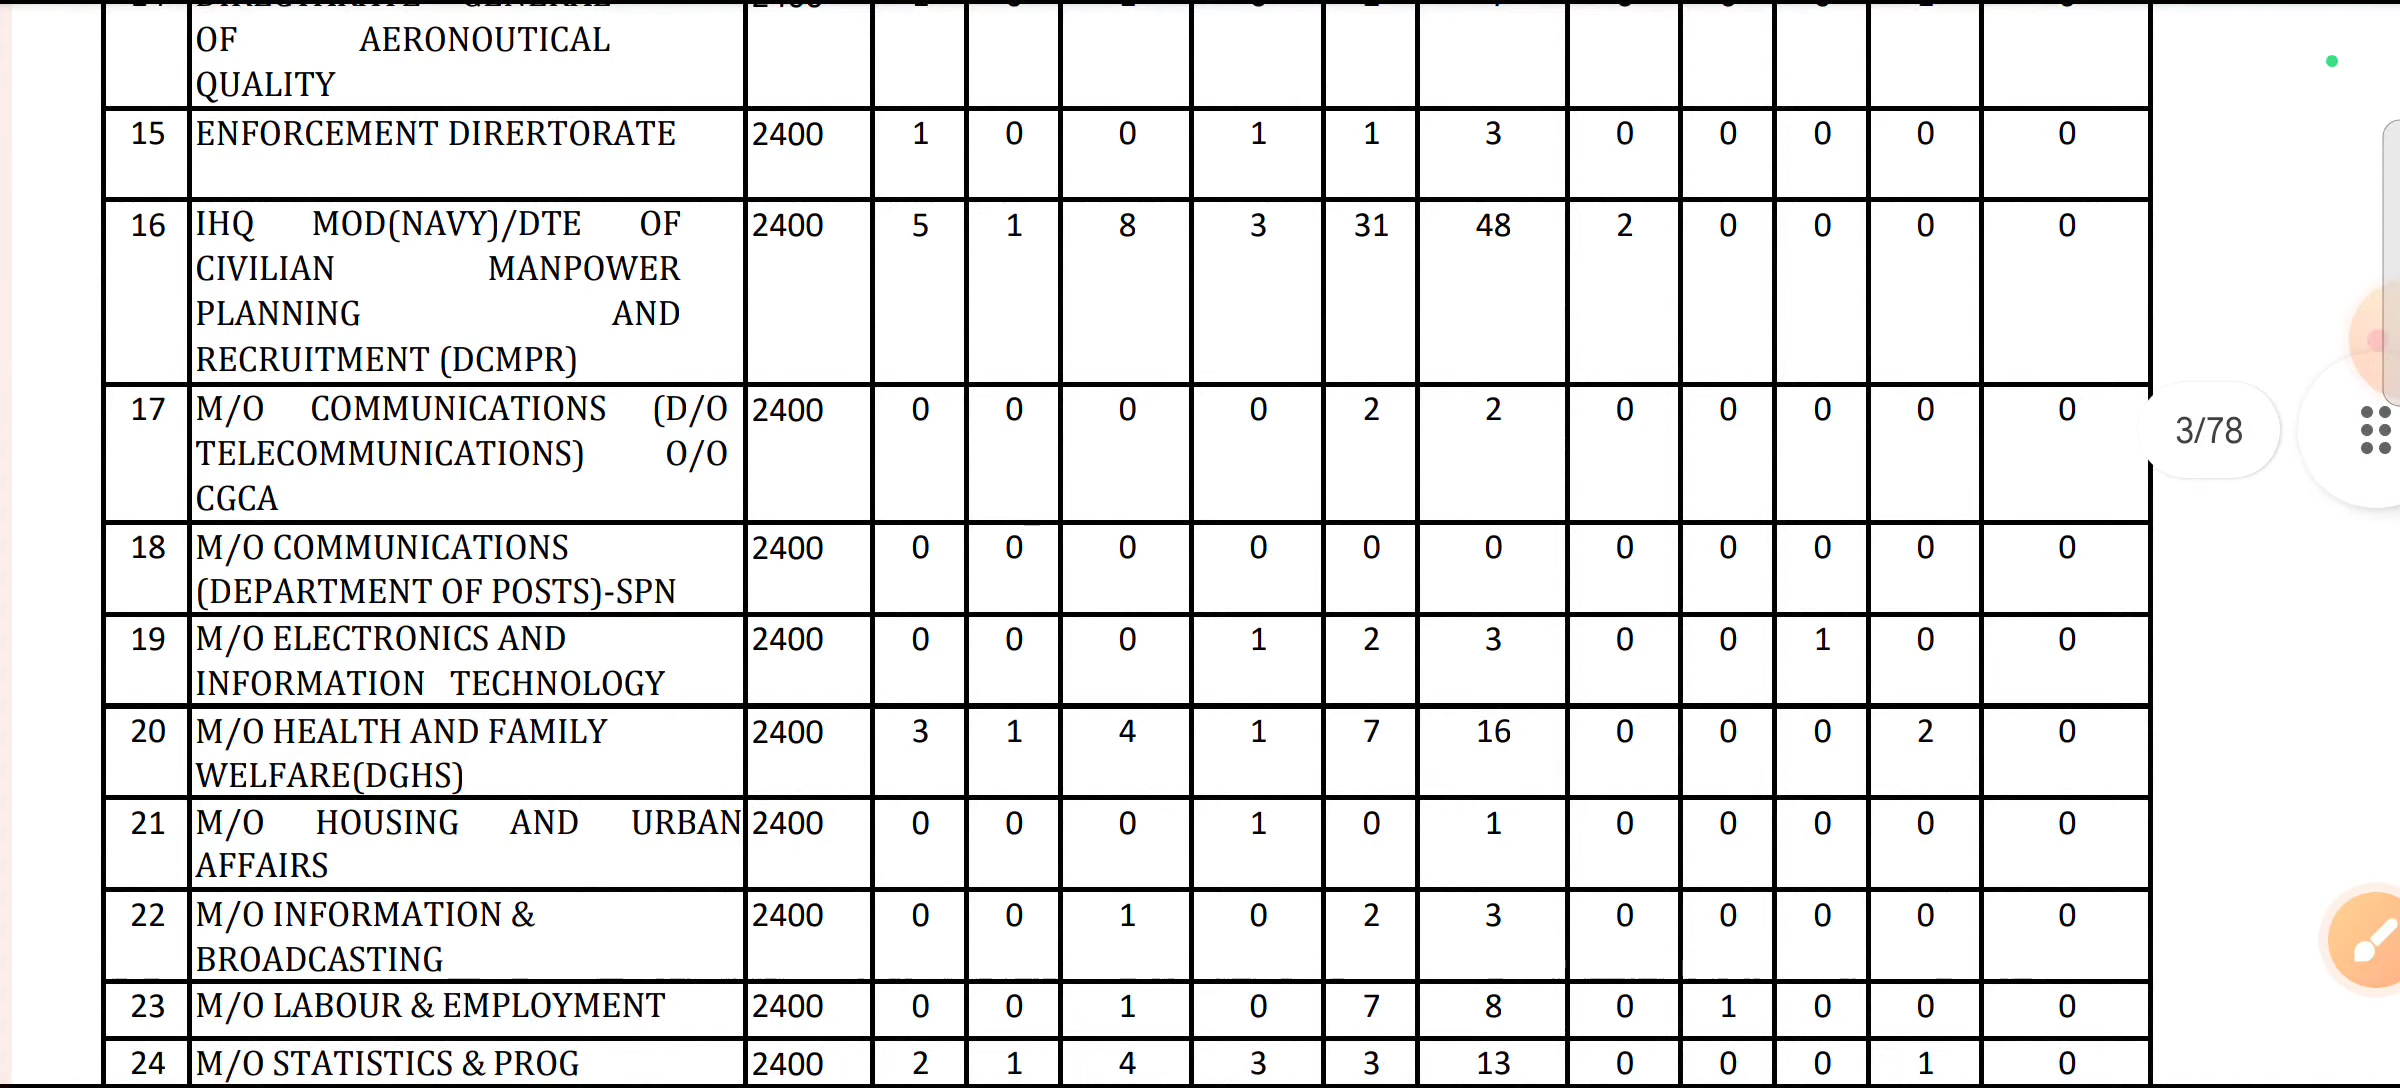 OF AERONOUTICAL
QUALITY
15 ENFORCEMENT DIRERTORATE 2400 1 0 0 1 1 3 0 0 0 0 0
16 IHQ MOD(NAVY)/DTE OF 2400 5 1 8 3 31 48 2 0 0 0 0
CIVILIAN MANPOWER
PLANNING AND
RECRUITMENT (DCMPR)
17 M/O COMMUNICATIONS (D/O 2400 0 0 0 0 2 2 0 0 0 0 0
TELECOMMUNICATIONS) O/O
CGCA
3/78
18 M/O COMMUNICATIONS 2400 0 0 0 0 0 0 0 0 0 0 0
(DEPARTMENT OF POSTS)-SPN
19 M/O ELECTRONICS AND 2400 0 0 0 1 2 3 0 0 1 0 0
INFORMATION TECHNOLOGY
20 M/O HEALTH AND FAMILY 2400 3 1 4 1 7 16 0 0 0 2 0
WELFARE(DGHS)
21 M/O HOUSING AND URBAN 2400 0 0 0 1 0 1 0 0 0 0 0
AFFAIRS
22 M/O INFORMATION & 2400 0 0 1 0 2 3 0 0 0 0 0
BROADCASTING
23 M/O LABOUR & EMPLOYMENT 2400 0 0 1 0 7 8 0 1 0 0 0
24 M/O STATISTICS & PROG 2400 2 1 4 3 3 13 0 0 0 1 0